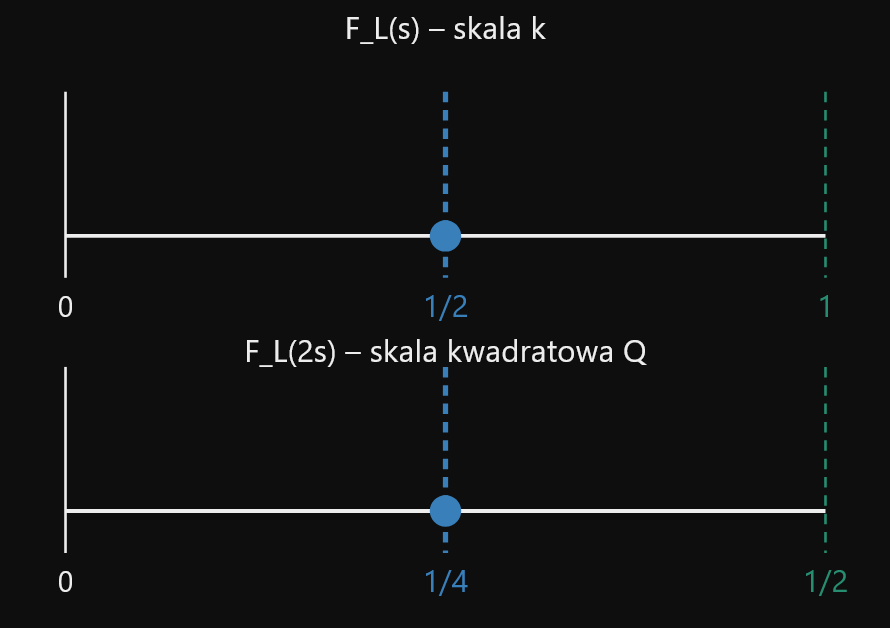 F_L(s) – skala k
0 1/2 1
F_L(2s) – skala kwadratowa Q
0 1/4 1/2